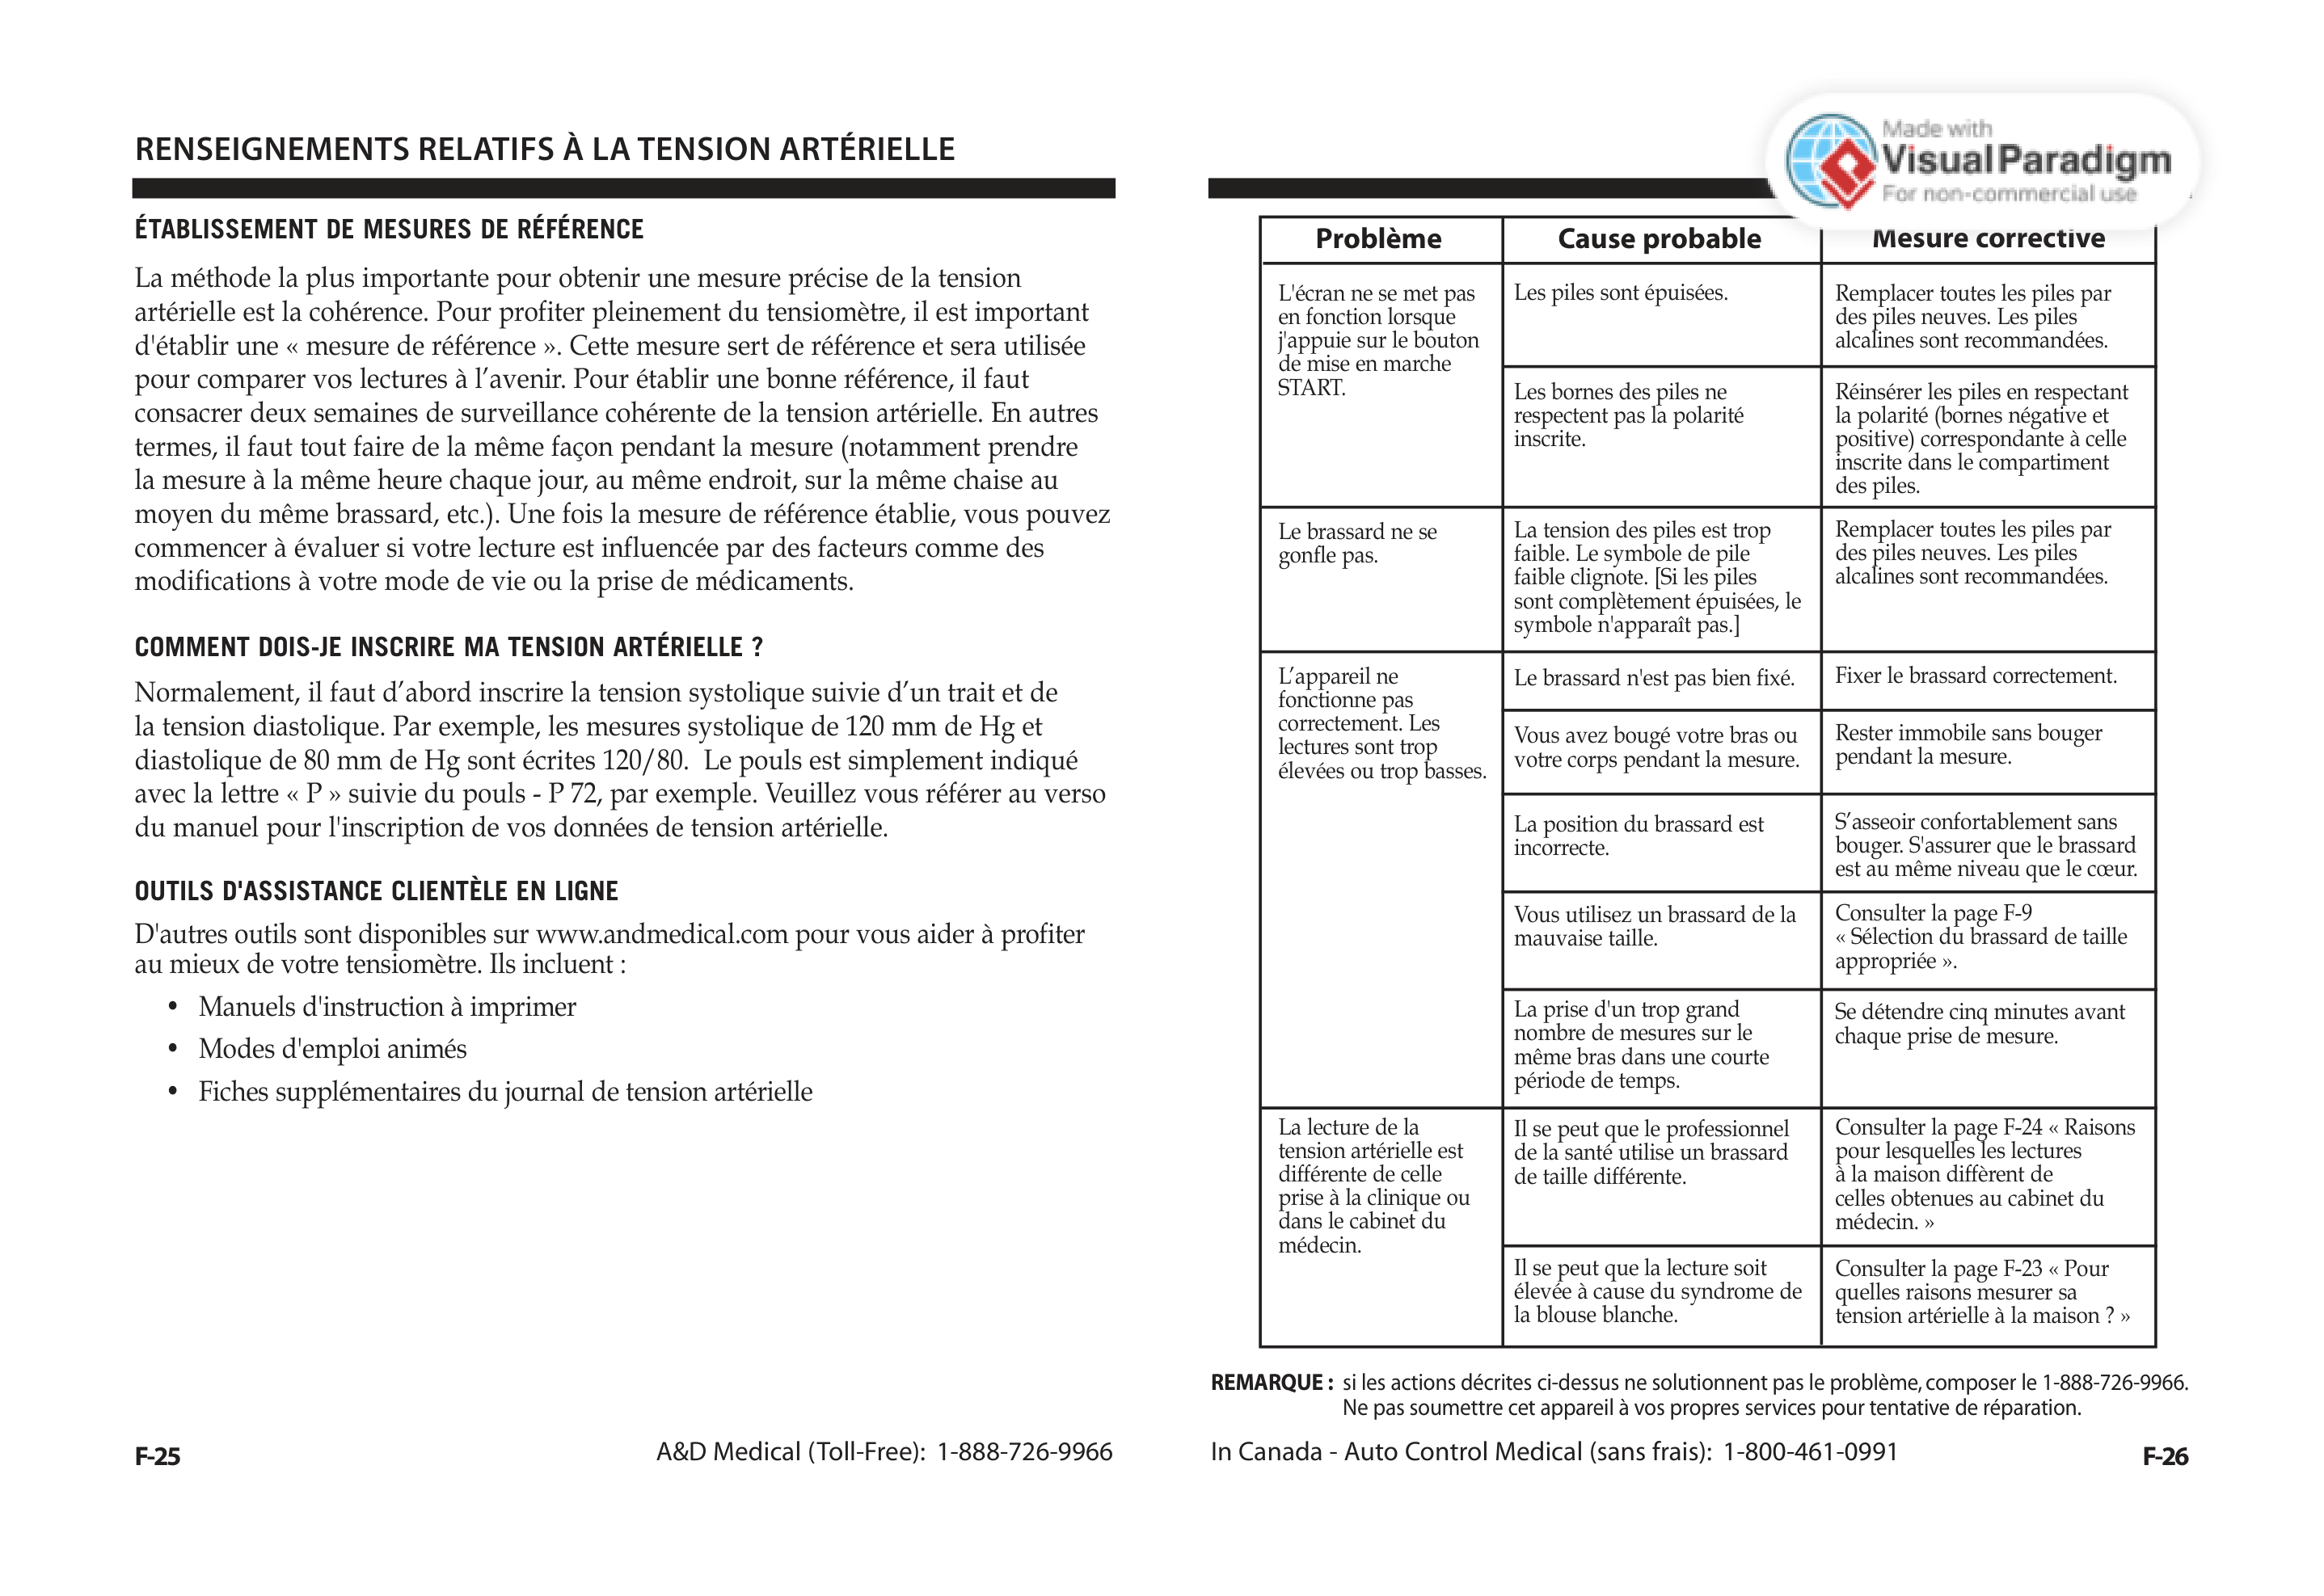 RENSEIGNEMENTS RELATIFS À LA TENSION ARTÉRIELLE
ÉTABLISSEMENT DE MESURES DE RÉFÉRENCE
La méthode la plus importante pour obtenir une mesure précise de la tension
artérielle est la cohérence. Pour profiter pleinement du tensiomètre, il est important
d'établir une « mesure de référence ». Cette mesure sert de référence et sera utilisée
pour comparer vos lectures à l’avenir. Pour établir une bonne référence, il faut
consacrer deux semaines de surveillance cohérente de la tension artérielle. En autres
termes, il faut tout faire de la même façon pendant la mesure (notamment prendre
la mesure à la même heure chaque jour, au même endroit, sur la même chaise au
moyen du même brassard, etc.). Une fois la mesure de référence établie, vous pouvez
commencer à évaluer si votre lecture est influencée par des facteurs comme des
modifications à votre mode de vie ou la prise de médicaments.
COMMENT DOIS-JE INSCRIRE MA TENSION ARTÉRIELLE ?
Normalement, il faut d’abord inscrire la tension systolique suivie d’un trait et de
la tension diastolique. Par exemple, les mesures systolique de 120 mm de Hg et
diastolique de 80 mm de Hg sont écrites 120/80.  Le pouls est simplement indiqué
avec la lettre « P » suivie du pouls - P 72, par exemple. Veuillez vous référer au verso
du manuel pour l'inscription de vos données de tension artérielle.
OUTILS D'ASSISTANCE CLIENTÈLE EN LIGNE
D'autres outils sont disponibles sur www.andmedical.com pour vous aider à profiter
au mieux de votre tensiomètre. Ils incluent :
• Manuels d'instruction à imprimer
• Modes d'emploi animés
• Fiches supplémentaires du journal de tension artérielle
F-25
A&D Medical (Toll-Free):  1-888-726-9966
Made with
Visual Paradigm
For non-commercial use
Problème
Cause probable
Mesure corrective
L'écran ne se met pas
en fonction lorsque
j'appuie sur le bouton
de mise en marche
START.
Les piles sont épuisées.
Remplacer toutes les piles par
des piles neuves. Les piles
alcalines sont recommandées.
Les bornes des piles ne
respectent pas la polarité
inscrite.
Réinsérer les piles en respectant
la polarité (bornes négative et
positive) correspondante à celle
inscrite dans le compartiment
des piles.
Le brassard ne se
gonfle pas.
La tension des piles est trop
faible. Le symbole de pile
faible clignote. [Si les piles
sont complètement épuisées, le
symbole n'apparaît pas.]
Remplacer toutes les piles par
des piles neuves. Les piles
alcalines sont recommandées.
L’appareil ne
fonctionne pas
correctement. Les
lectures sont trop
élevées ou trop basses.
Le brassard n'est pas bien fixé.
Fixer le brassard correctement.
Vous avez bougé votre bras ou
votre corps pendant la mesure.
Rester immobile sans bouger
pendant la mesure.
La position du brassard est
incorrecte.
S’asseoir confortablement sans
bouger. S'assurer que le brassard
est au même niveau que le cœur.
Vous utilisez un brassard de la
mauvaise taille.
Consulter la page F-9
« Sélection du brassard de taille
appropriée ».
La prise d'un trop grand
nombre de mesures sur le
même bras dans une courte
période de temps.
Se détendre cinq minutes avant
chaque prise de mesure.
La lecture de la
tension artérielle est
différente de celle
prise à la clinique ou
dans le cabinet du
médecin.
Il se peut que le professionnel
de la santé utilise un brassard
de taille différente.
Consulter la page F-24 « Raisons
pour lesquelles les lectures
à la maison diffèrent de
celles obtenues au cabinet du
médecin. »
Il se peut que la lecture soit
élevée à cause du syndrome de
la blouse blanche.
Consulter la page F-23 « Pour
quelles raisons mesurer sa
tension artérielle à la maison ? »
REMARQUE : si les actions décrites ci-dessus ne solutionnent pas le problème, composer le 1-888-726-9966.
Ne pas soumettre cet appareil à vos propres services pour tentative de réparation.
In Canada - Auto Control Medical (sans frais):  1-800-461-0991
F-26